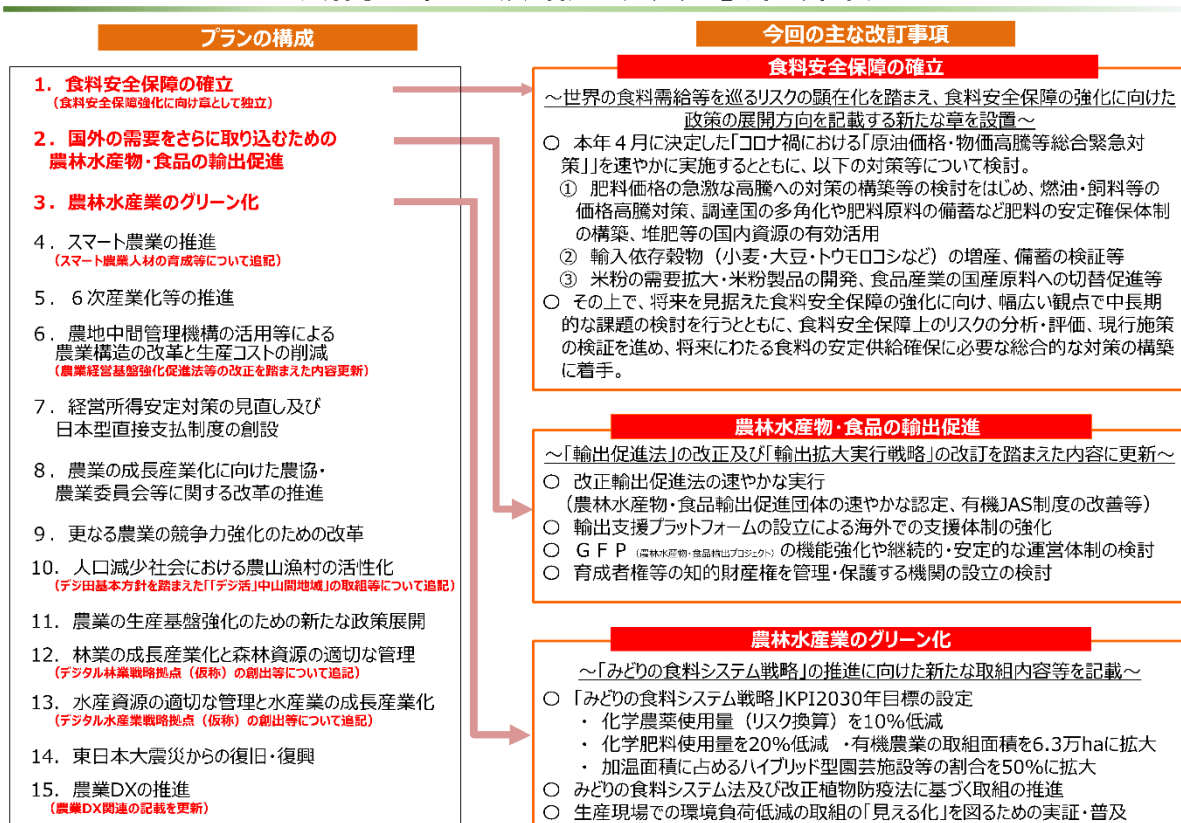 プランの構成
1. 食料安全保障の確立
（食料安全保障強化に向け章として独立）
2. 国外の需要をさらに取り込むための
農林水産物・食品の輸出促進
3. 農林水産業のグリーン化
4. スマート農業の推進
（スマート農業人材の育成等について追記）
5. 6次産業化等の推進
6. 農地中間管理機構の活用等による
農業構造の改革と生産コストの削減
（農業経営基盤強化促進法等の改正を踏まえた内容更新）
7. 経営所得安定対策の見直し及び
日本型直接支払制度の創設
8. 農業の成長産業化に向けた農協・
農業委員会等に関する改革の推進
9. 更なる農業の競争力強化のための改革
10. 人口減少社会における農山漁村の活性化
（デジ田基本方針を踏まえた「「デジ活」中山間地域」の取組等について追記）
11. 農業の生産基盤強化のための新たな政策展開
12. 林業の成長産業化と森林資源の適切な管理
（デジタル林業戦略拠点（仮称）の創出等について追記）
13. 水産資源の適切な管理と水産業の成長産業化
（デジタル水産業戦略拠点（仮称）の創出等について追記）
14. 東日本大震災からの復旧・復興
15. 農業DXの推進
（農業DX関連の記載を更新）
今回の主な改訂事項
食料安全保障の確立
～世界の食料需給等を巡るリスクの顕在化を踏まえ、食料安全保障の強化に向けた
政策の展開方向を記載する新たな章を設置～
○ 本年4月に決定した「コロナ禍における「原油価格・物価高騰等総合緊急対
策」」を速やかに実施するとともに、以下の対策等について検討。
① 肥料価格の急激な高騰への対策の構築等の検討をはじめ、燃油・飼料等の
価格高騰対策、調達国の多角化や肥料原料の備蓄など肥料の安定確保体制
の構築、堆肥等の国内資源の有効活用
② 輸入依存穀物（小麦・大豆・トウモロコシなど）の増産、備蓄の検証等
③ 米粉の需要拡大・米粉製品の開発、食品産業の国産原料への切替促進等
○ その上で、将来を見据えた食料安全保障の強化に向け、幅広い観点で中長期
的な課題の検討を行うとともに、食料安全保障上のリスクの分析・評価、現行施策
の検証を進め、将来にわたる食料の安定供給確保に必要な総合的な対策の構築
に着手。
農林水産物・食品の輸出促進
～「輸出促進法」の改正及び「輸出拡大実行戦略」の改訂を踏まえた内容に更新～
○ 改正輸出促進法の速やかな実行
（農林水産物・食品輸出促進団体の速やかな認定、有機JAS制度の改善等）
○ 輸出支援プラットフォームの設立による海外での支援体制の強化
○ GFP（農林水産物・食品輸出プロジェクト）の機能強化や継続的・安定的な運営体制の検討
○ 育成者権等の知的財産権を管理・保護する機関の設立の検討
農林水産業のグリーン化
～「みどりの食料システム戦略」の推進に向けた新たな取組内容等を記載～
○ 「みどりの食料システム戦略」KPI2030年目標の設定
・ 化学農薬使用量（リスク換算）を10%低減
・ 化学肥料使用量を20%低減 ・有機農業の取組面積を6.3万haに拡大
・ 加温面積に占めるハイブリッド型園芸施設等の割合を50%に拡大
○ みどりの食料システム法及び改正植物防疫法に基づく取組の推進
○ 生産現場での環境負荷低減の取組の「見える化」を図るための実証・普及